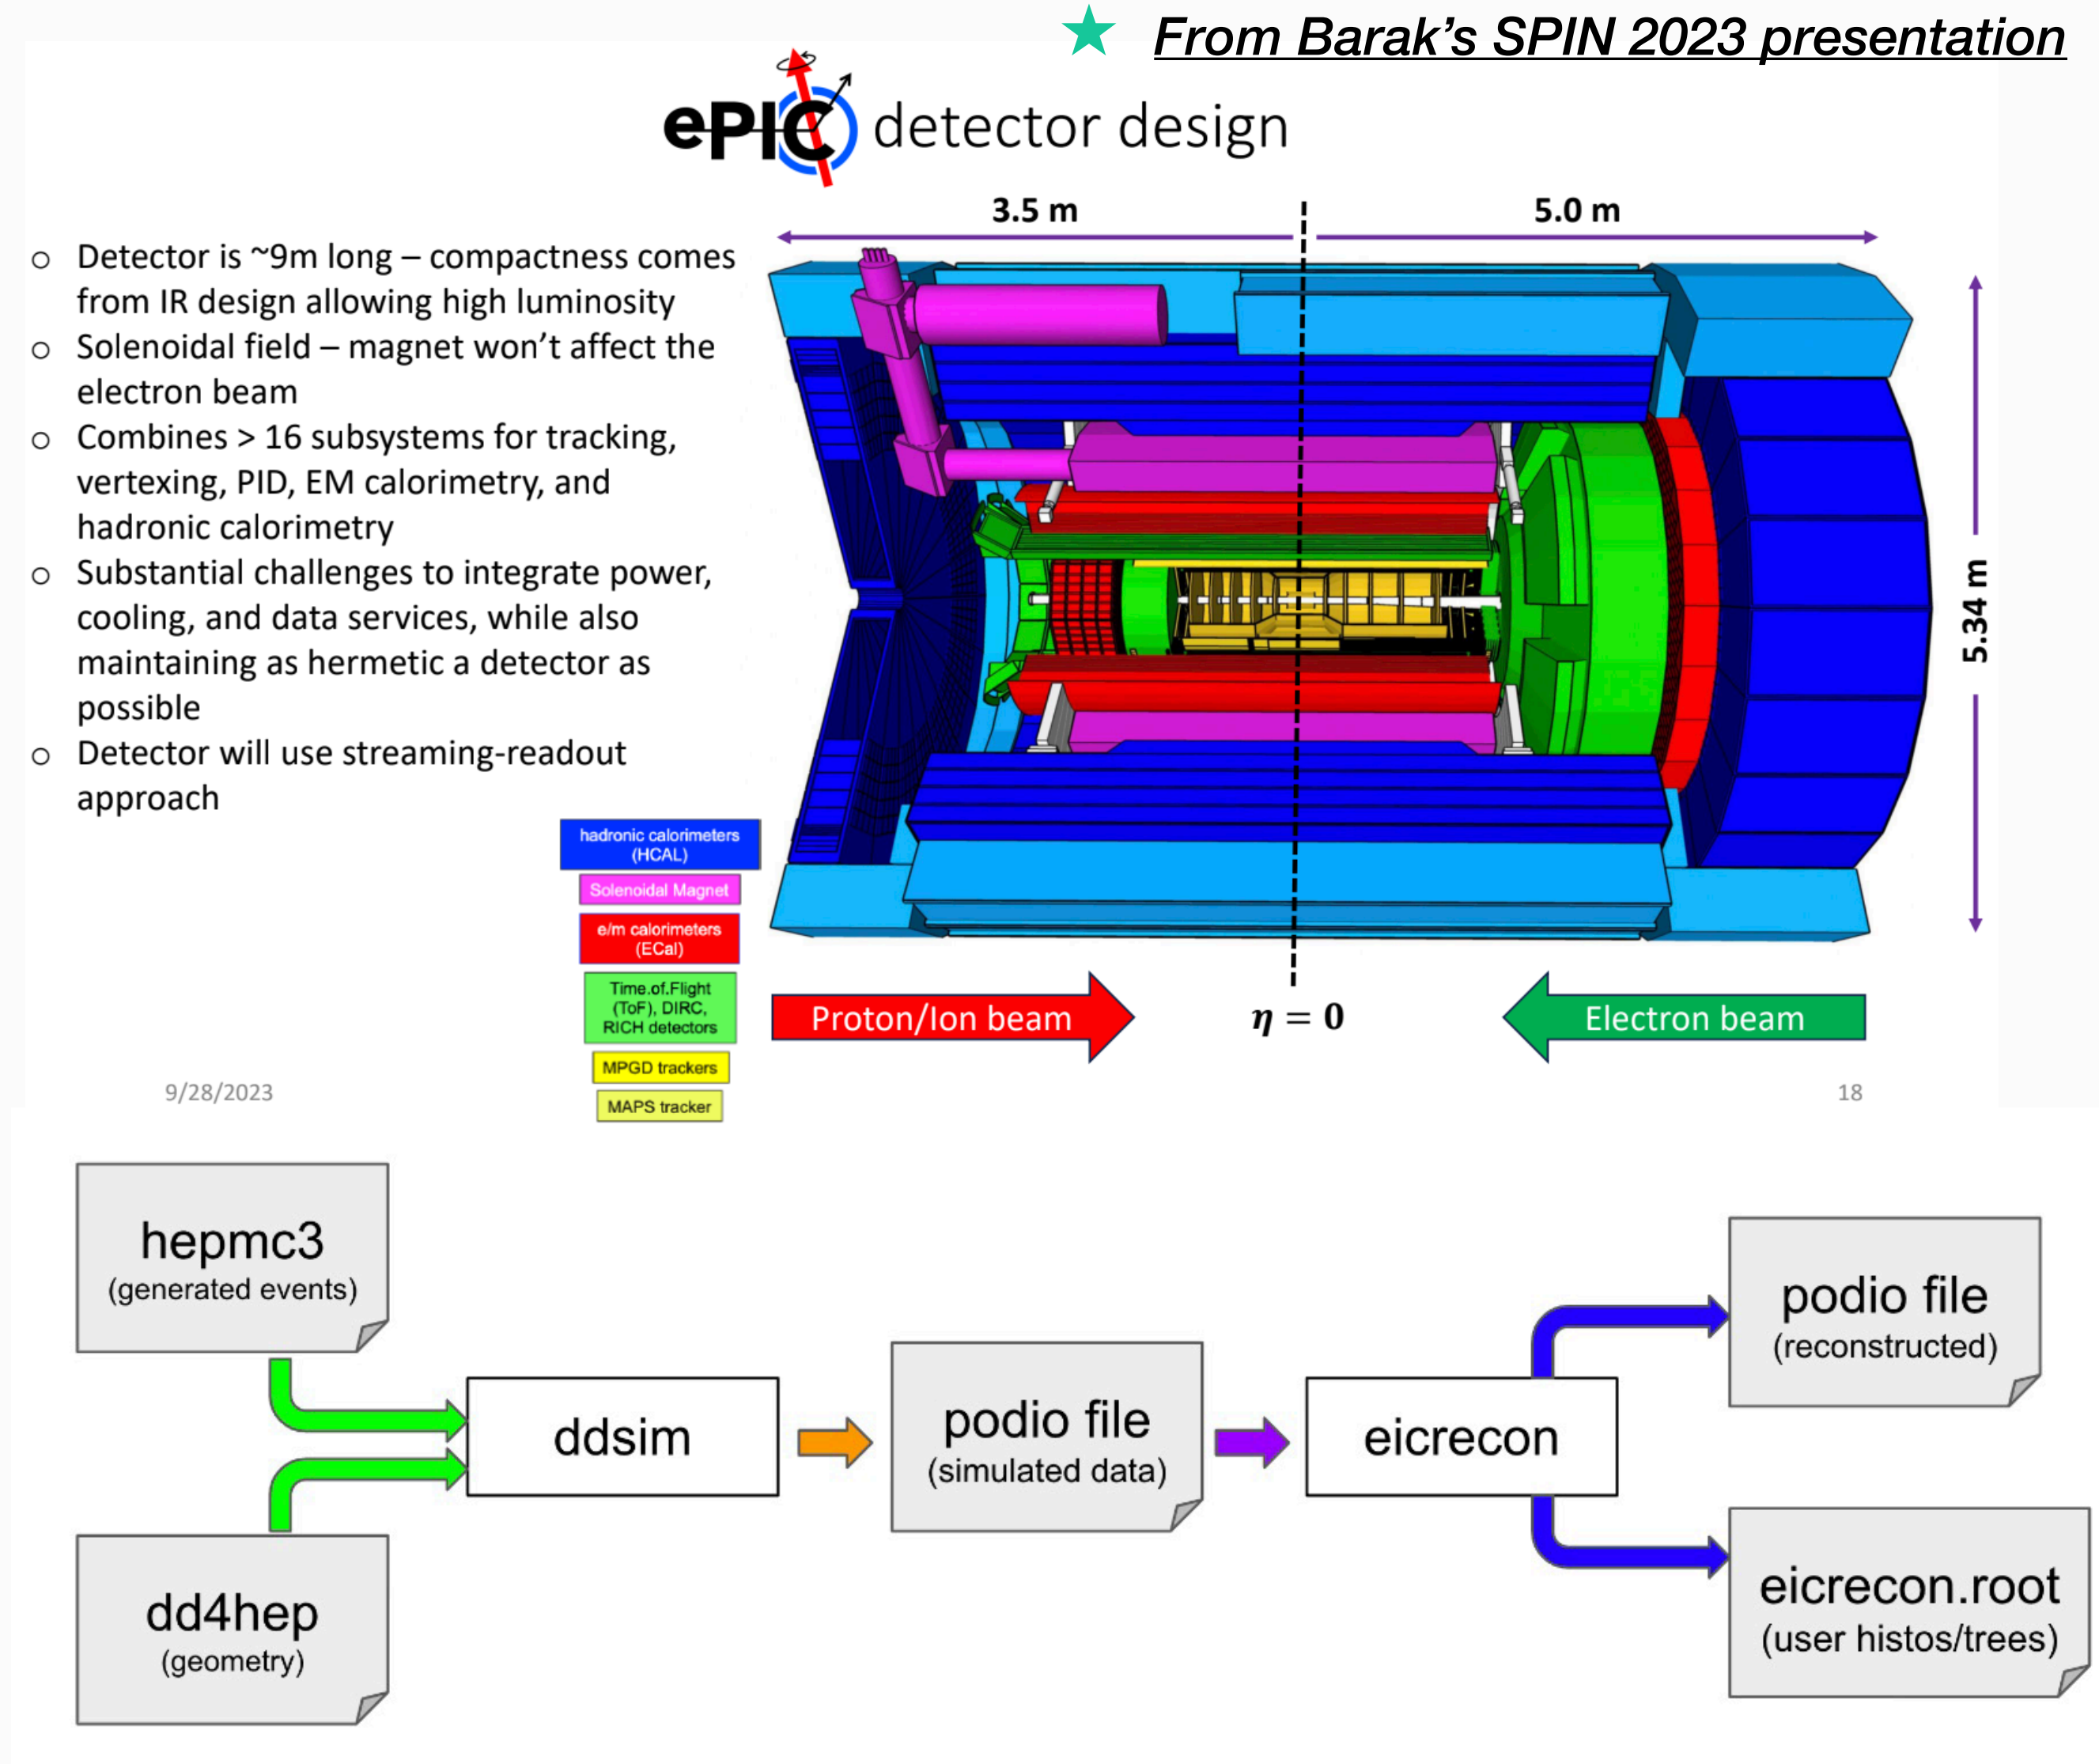 From Barak's SPIN 2023 presentation
ePIC detector design
3.5 m
5.0 m
o Detector is ~9m long – compactness comes
from IR design allowing high luminosity
o Solenoidal field – magnet won't affect the
electron beam
o Combines > 16 subsystems for tracking,
vertexing, PID, EM calorimetry, and
hadronic calorimetry
o Substantial challenges to integrate power,
cooling, and data services, while also
maintaining as hermetic a detector as
possible
o Detector will use streaming-readout
approach
5.34 m
hadronic calorimeters
(HCAL)
Solenoidal Magnet
e/m calorimeters
(ECal)
Time.of.Flight
(ToF), DIRC,
RICH detectors
MPGD trackers
MAPS tracker
Proton/Ion beam
η = 0
Electron beam
9/28/2023
18
hepmc3
(generated events)
dd4hep
(geometry)
ddsim
podio file
(simulated data)
eicrecon
podio file
(reconstructed)
eicrecon.root
(user histos/trees)